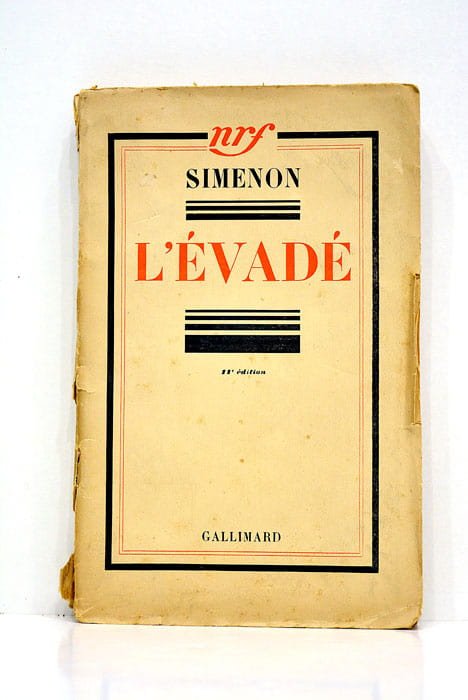 nrf
SIMENON
L'ÉVADÉ
11e édition
GALLIMARD